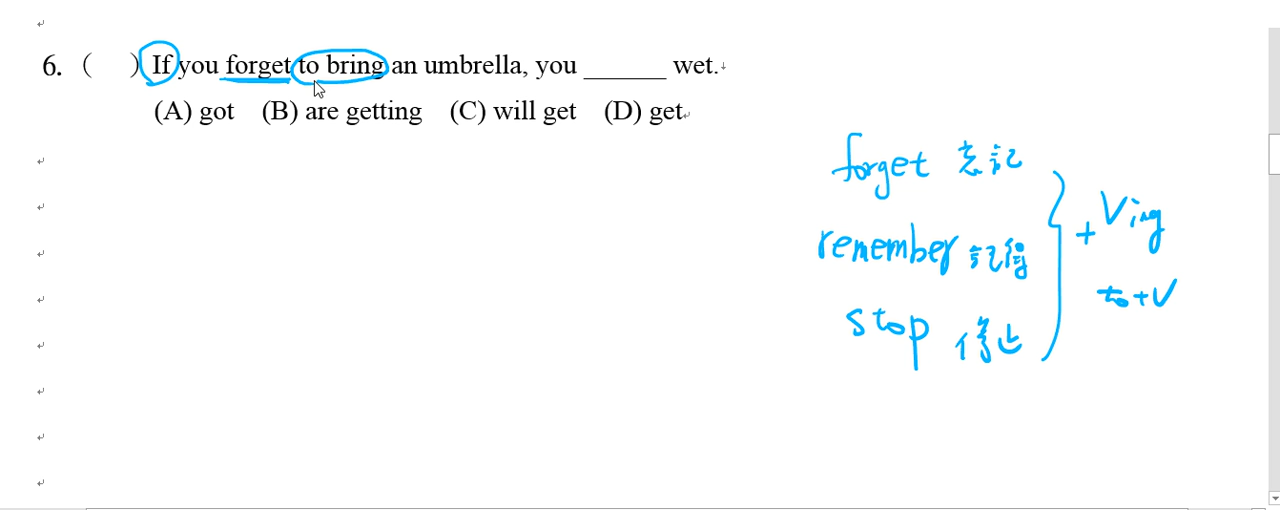 6. (    ) If you forget to bring an umbrella, you ______ wet.
(A) got (B) are getting (C) will get (D) get
forget 忘記
remember 記得
stop 停止
+ Ving
to+V